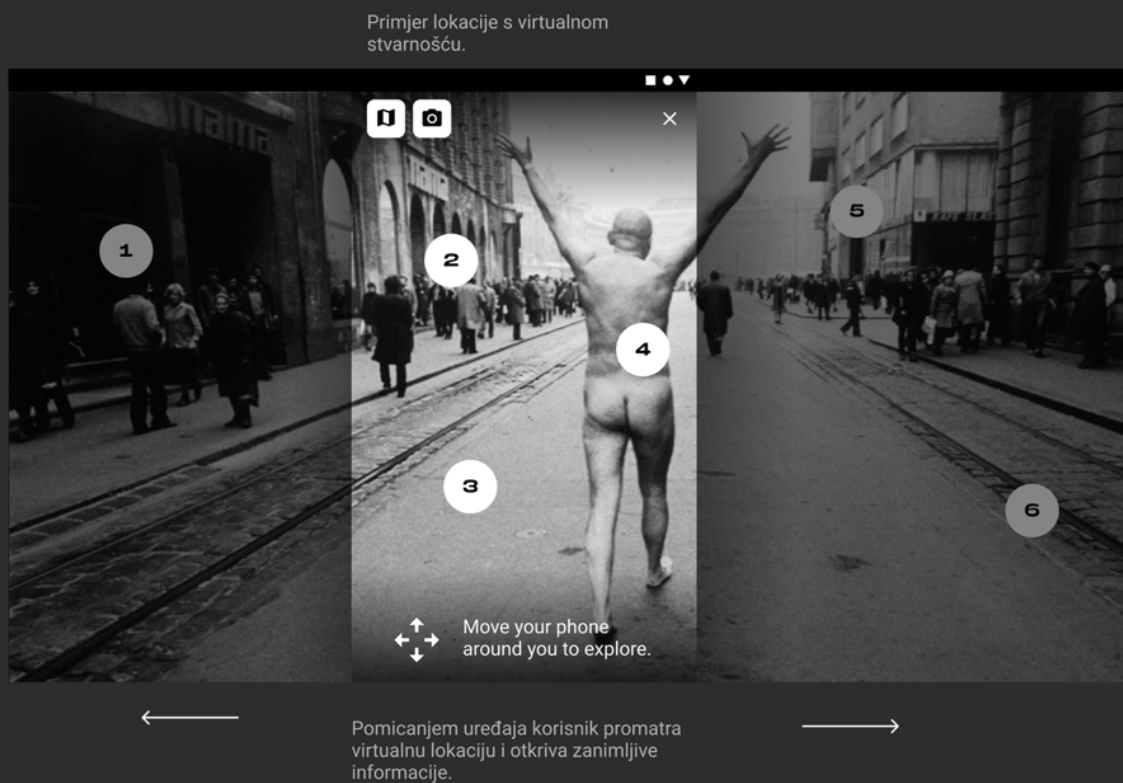 Primjer lokacije s virtualnom
stvarnošću.
nama
1
2
5
4
3
6
Move your phone
around you to explore.
Pomicanjem uređaja korisnik promatra
virtualnu lokaciju i otkriva zanimljive
informacije.